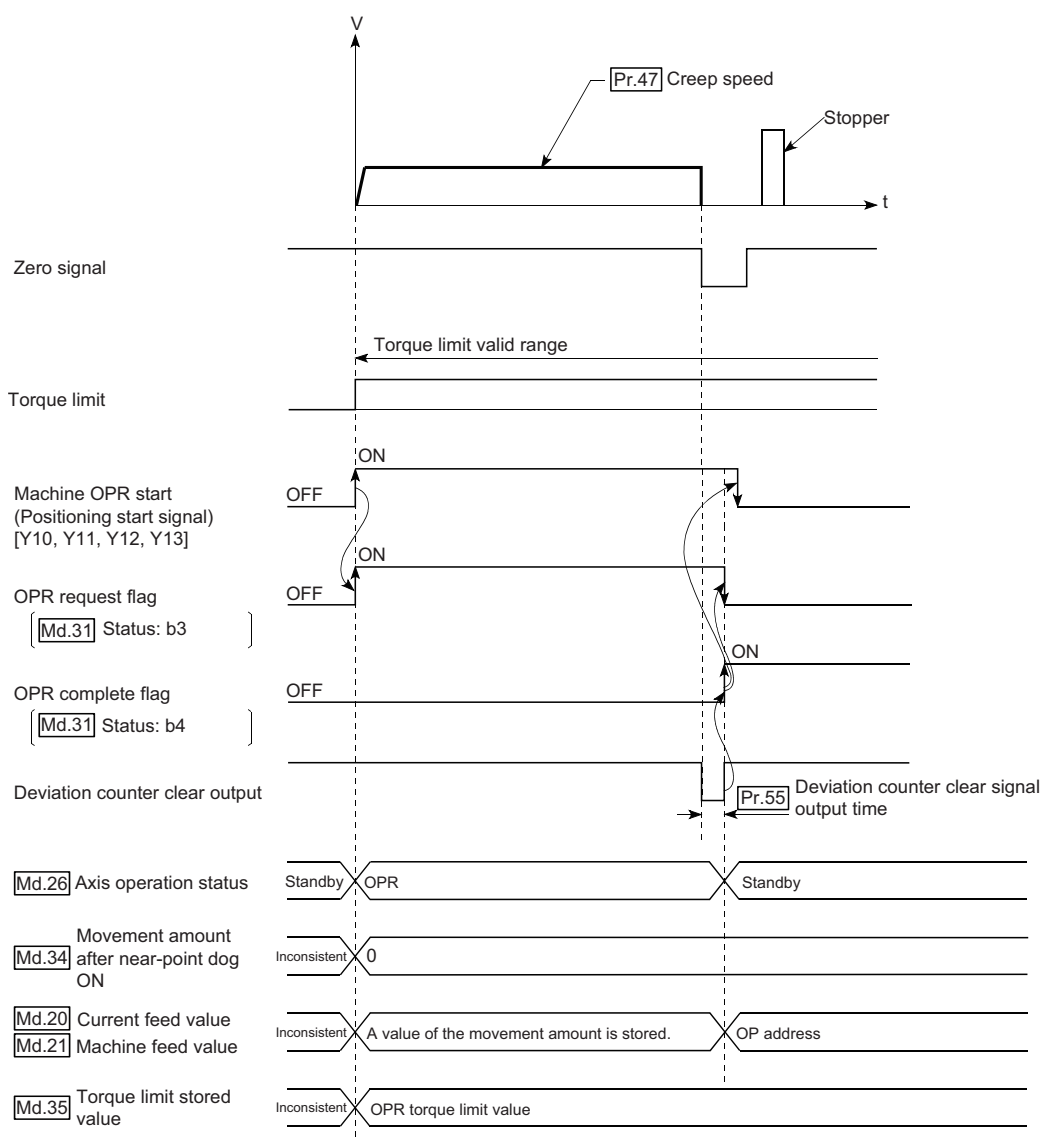 V
Pr.47 Creep speed
Stopper
t
Zero signal
Torque limit valid range
Torque limit
ON
Machine OPR start
(Positioning start signal)
[Y10, Y11, Y12, Y13]
OFF
ON
OPR request flag
OFF
Md.31 Status: b3
ON
OPR complete flag
OFF
Md.31 Status: b4
Deviation counter clear output
Pr.55 Deviation counter clear signal
output time
Md.26 Axis operation status
Standby
OPR
Standby
Md.34 Movement amount
after near-point dog
ON
Inconsistent
0
Md.20 Current feed value
Md.21 Machine feed value
Inconsistent
A value of the movement amount is stored.
OP address
Md.35 Torque limit stored
value
Inconsistent
OPR torque limit value